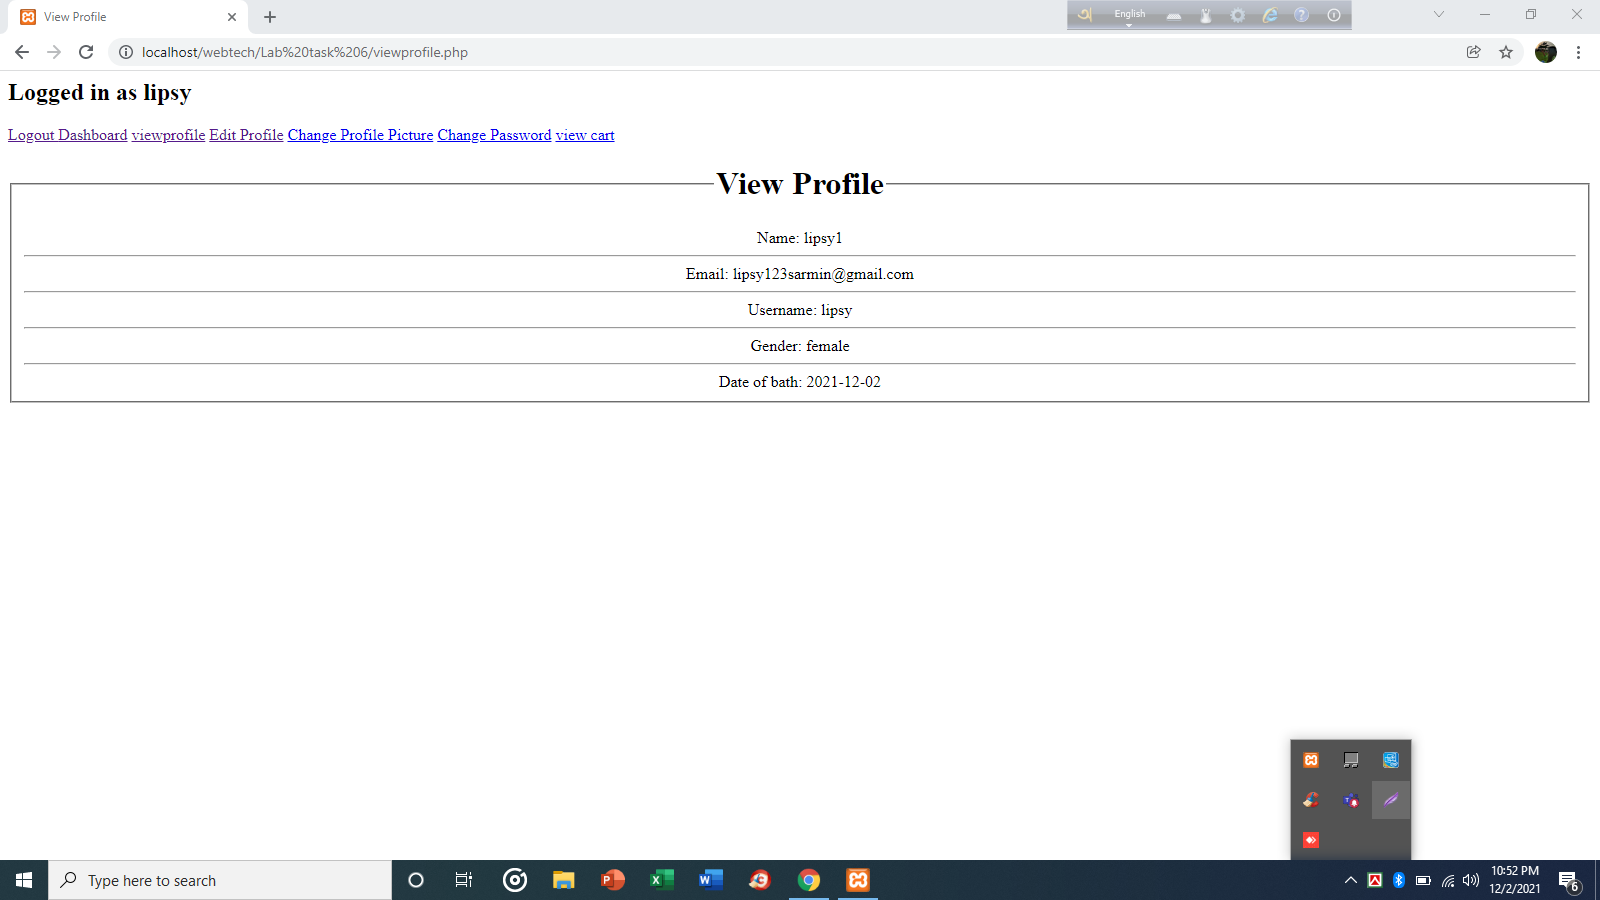 View Profile
অ English
localhost/webtech/Lab%20task%206/viewprofile.php
Logged in as lipsy
Logout Dashboard viewprofile Edit Profile Change Profile Picture Change Password view cart
View Profile
Name: lipsy1
Email: lipsy123sarmin@gmail.com
Username: lipsy
Gender: female
Date of bath: 2021-12-02
Type here to search
10:52 PM
12/2/2021
6